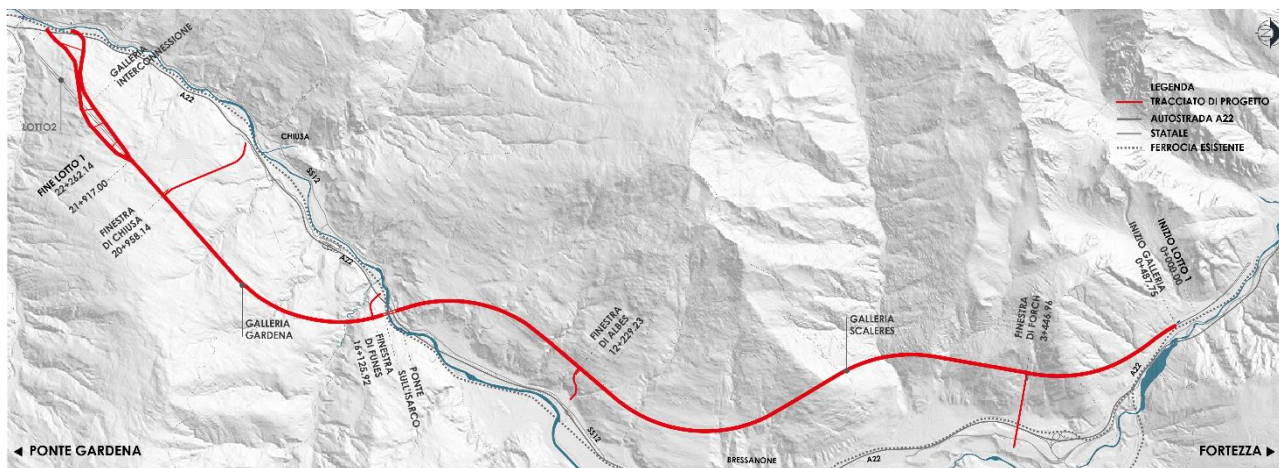 GALLERIA
INTERCONNESSIONE
A22
LOTTO2
CHIUSA
FINE LOTTO 1
22+262.14
21+917.00
FINESTRA
DI CHIUSA
20+958.14
SS12
A22
GALLERIA
GARDENA
FINESTRA
DI FUNES
16+125.92
PONTE
SULL'ISARCO
FINESTRA
DI ALBES
12+229.23
SS12
BRESSANONE
A22
GALLERIA
SCALERES
FINESTRA
DI FORCH
3+446.96
INIZIO LOTTO 1
0+000.00
INIZIO GALLERIA
0+487.75
A22
LEGENDA
TRACCIATO DI PROGETTO
AUTOSTRADA A22
STATALE
FERROCIA ESISTENTE
◄ PONTE GARDENA
FORTEZZA ►